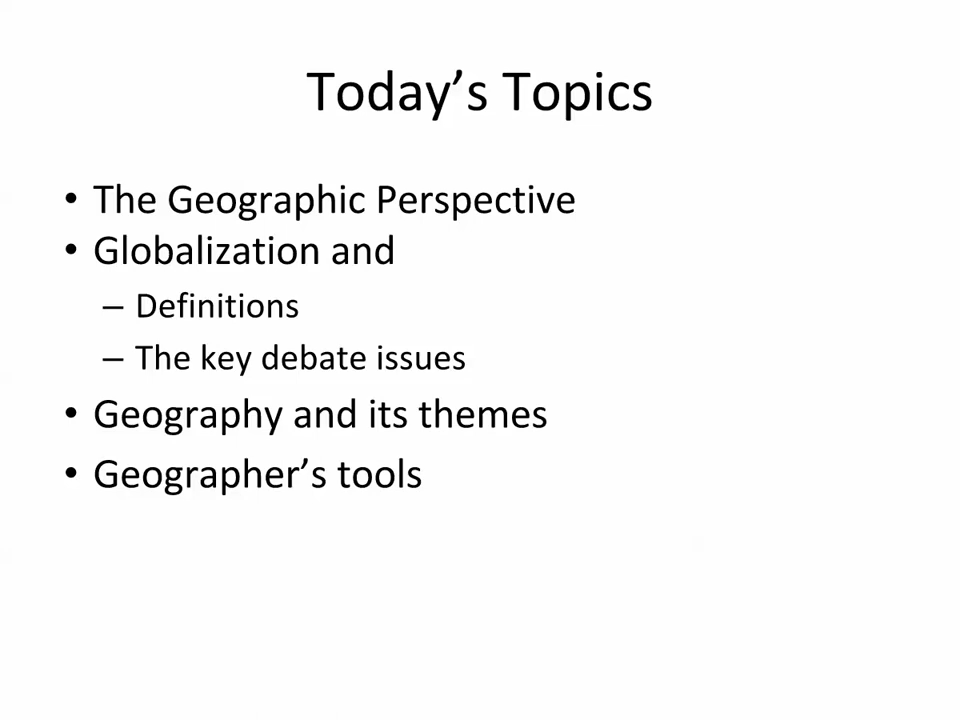 Today’s Topics
• The Geographic Perspective
• Globalization and
– Definitions
– The key debate issues
• Geography and its themes
• Geographer’s tools